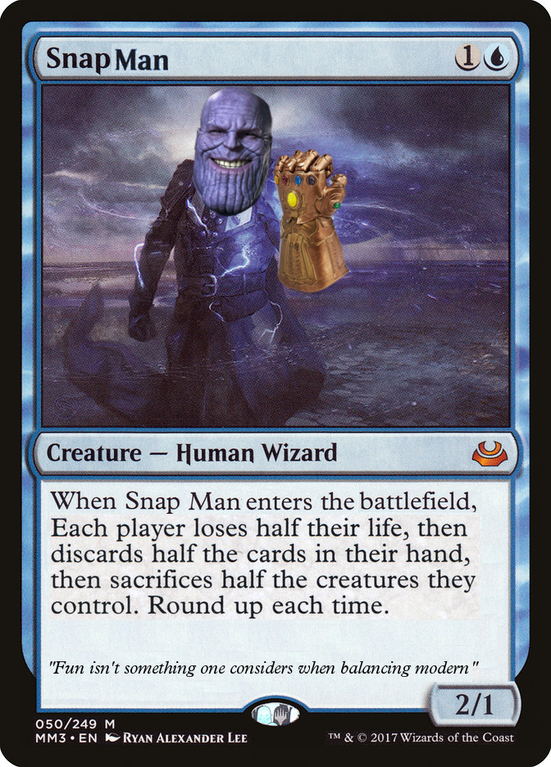 Snap Man 1
Creature — Human Wizard
When Snap Man enters the battlefield,
Each player loses half their life, then
discards half the cards in their hand,
then sacrifices half the creatures they
control. Round up each time.
"Fun isn't something one considers when balancing modern"
2/1
050/249 M
MM3 • EN Ryan Alexander Lee
™ & © 2017 Wizards of the Coast